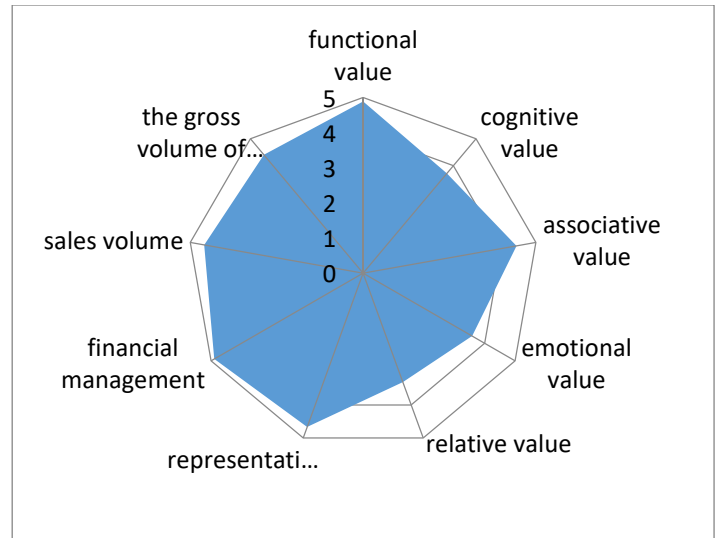 functional
value
cognitive
value
associative
value
emotional
value
relative value
representati...
financial
management
sales volume
the gross
volume of...
5
4
3
2
1
0